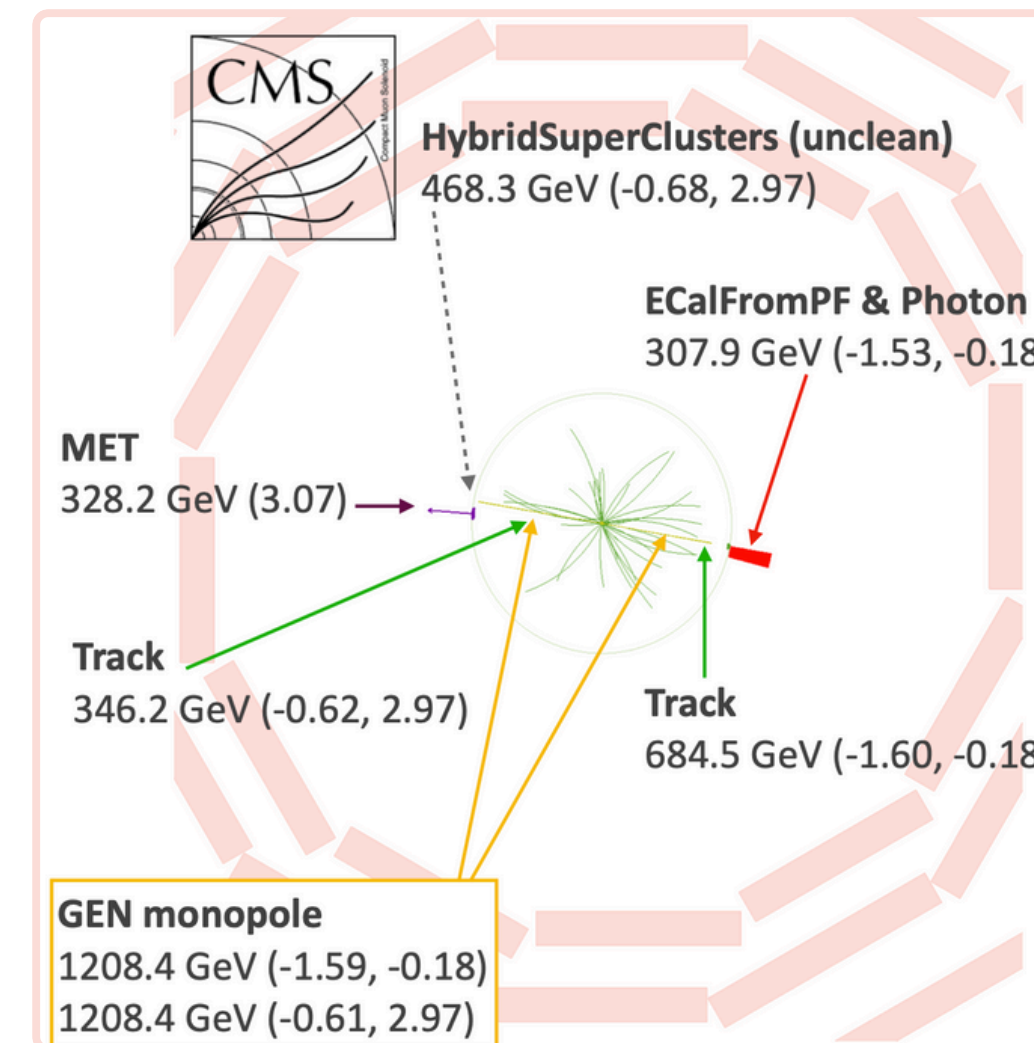 CMS
Compact Muon Solenoid
HybridSuperClusters (unclean)
468.3 GeV (-0.68, 2.97)
ECalFromPF & Photon
307.9 GeV (-1.53, -0.18
MET
328.2 GeV (3.07)
Track
346.2 GeV (-0.62, 2.97)
Track
684.5 GeV (-1.60, -0.18
GEN monopole
1208.4 GeV (-1.59, -0.18)
1208.4 GeV (-0.61, 2.97)